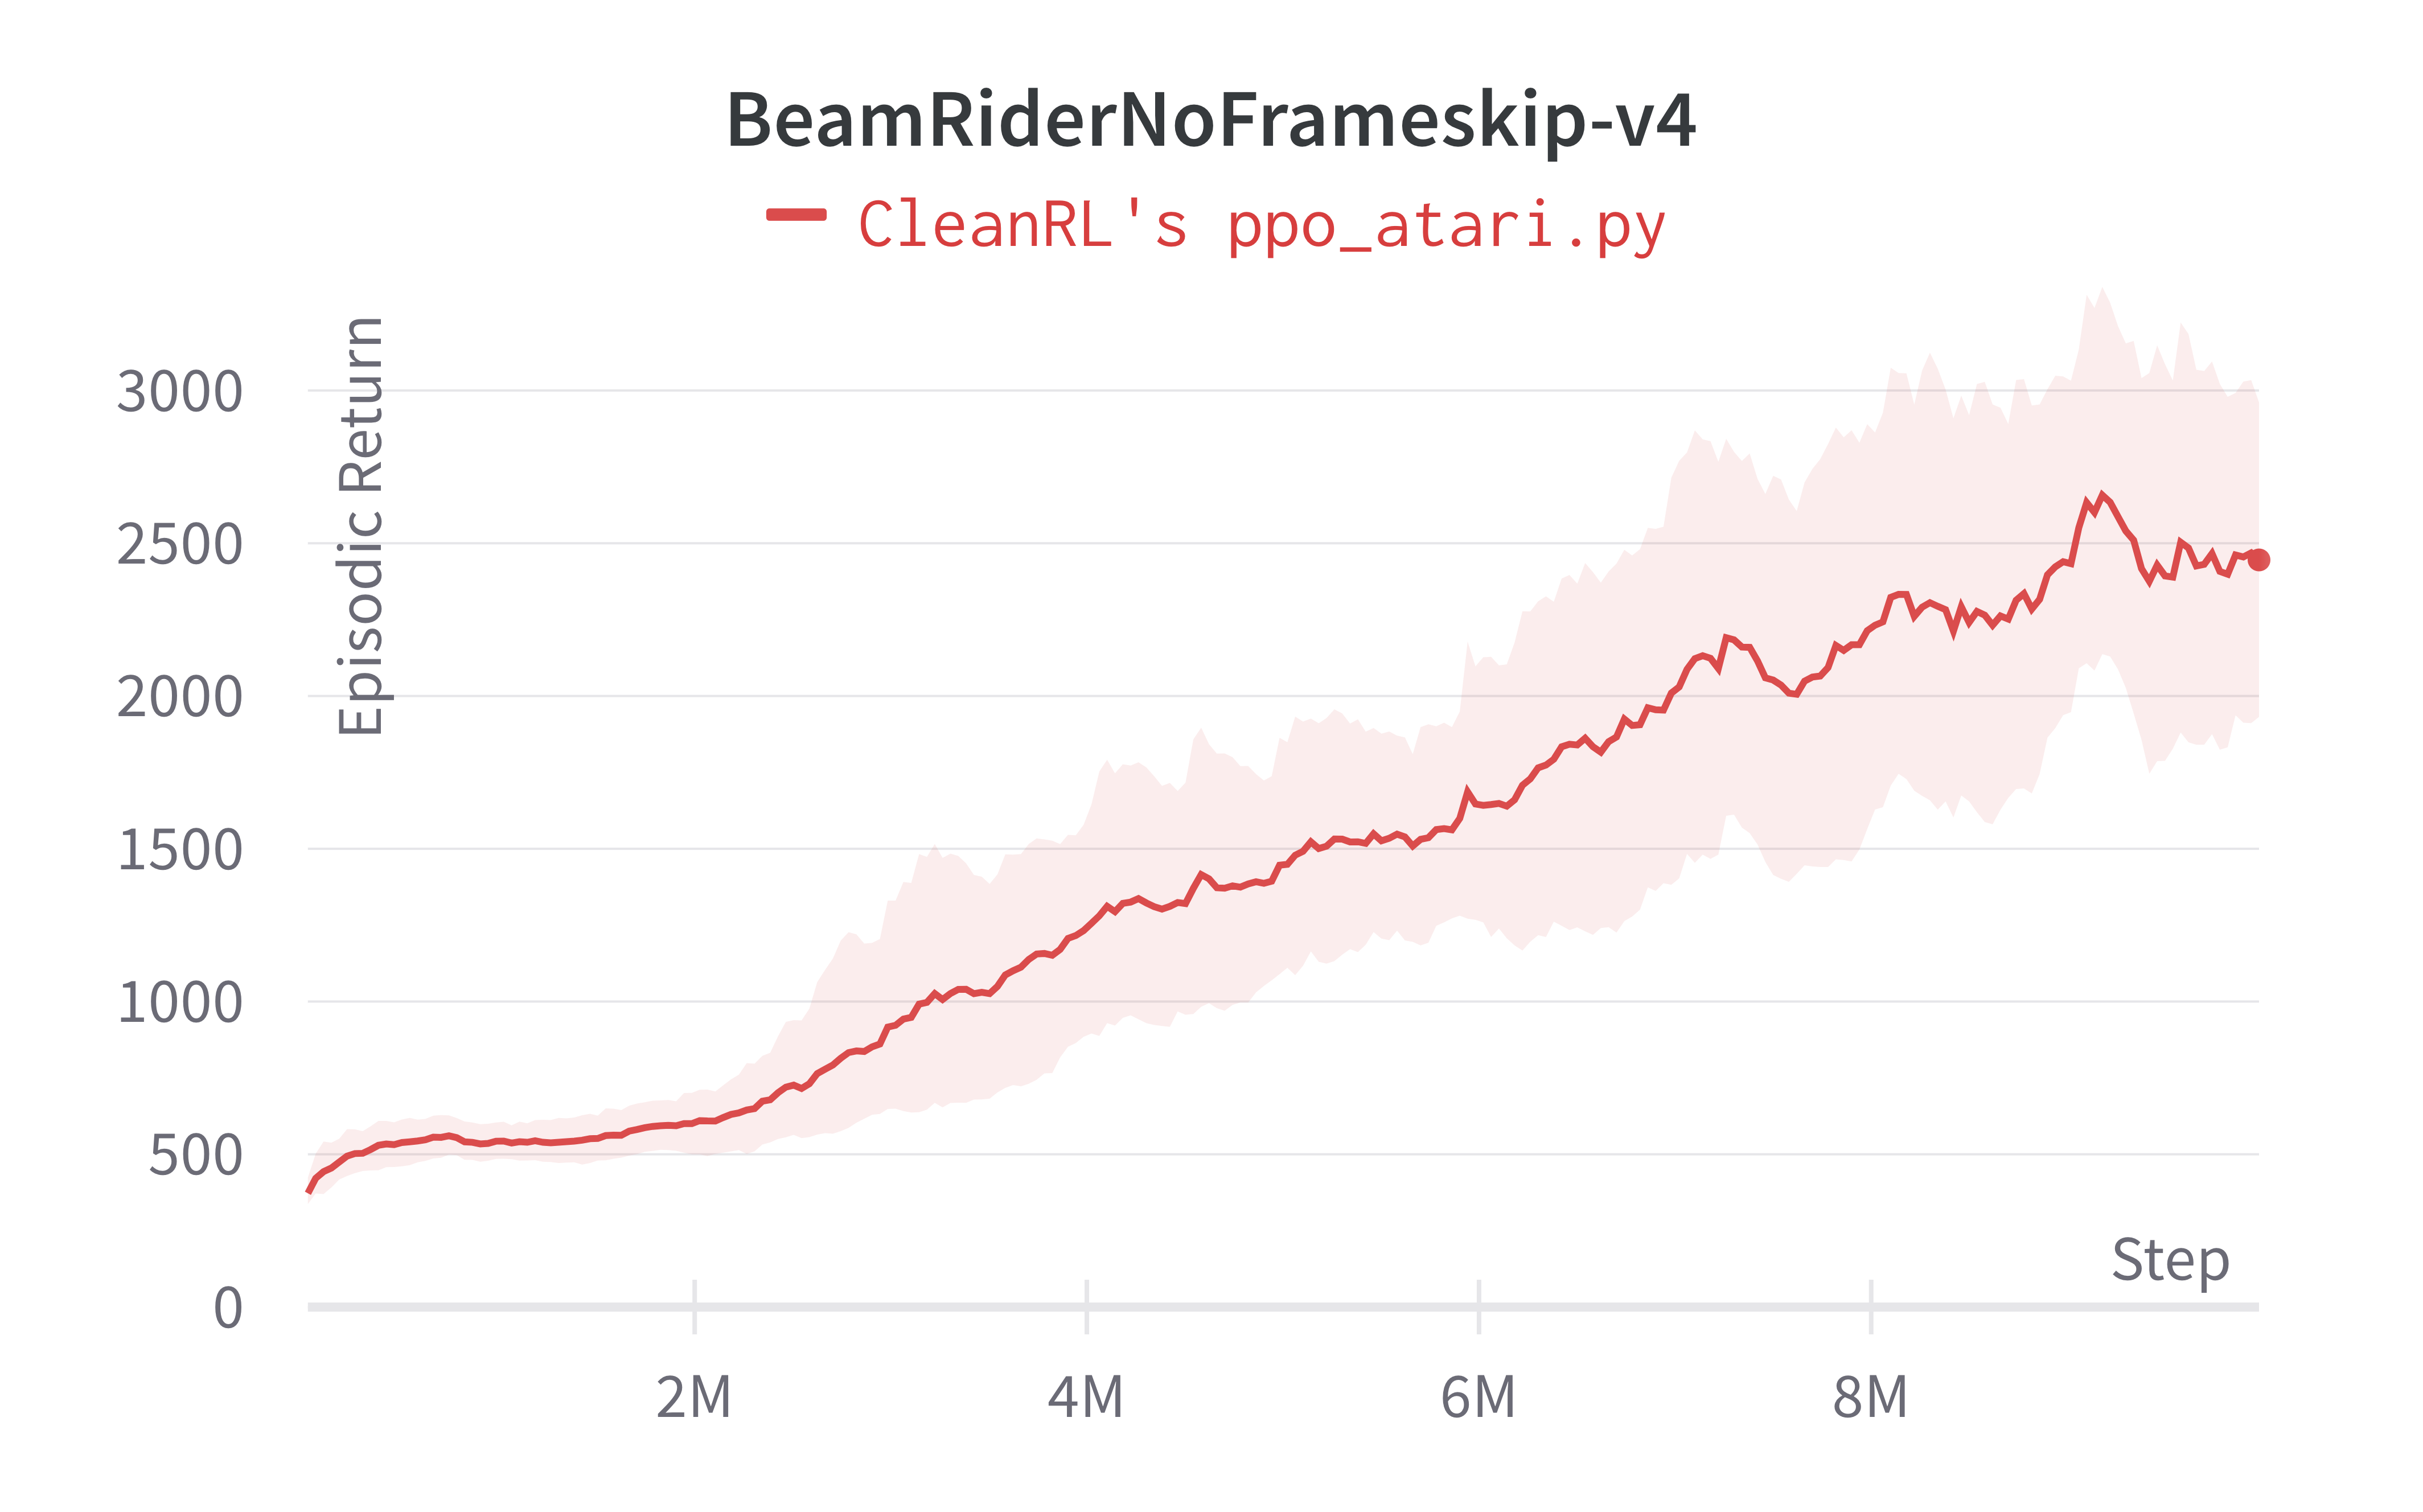 BeamRiderNoFrameskip-v4
CleanRL's ppo_atari.py
Episodic Return
3000
2500
2000
1500
1000
500
0
Step
2M
4M
6M
8M